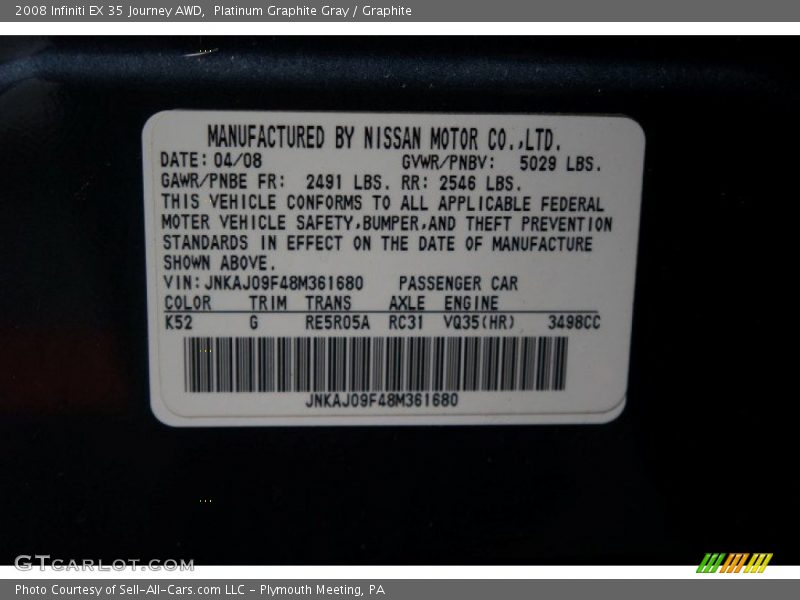 2008 Infiniti EX 35 Journey AWD, Platinum Graphite Gray / Graphite
MANUFACTURED BY NISSAN MOTOR CO.,LTD.
DATE: 04/08 GVWR/PNBV: 5029 LBS.
GAWR/PNBE FR: 2491 LBS. RR: 2546 LBS.
THIS VEHICLE CONFORMS TO ALL APPLICABLE FEDERAL
MOTER VEHICLE SAFETY,BUMPER,AND THEFT PREVENTION
STANDARDS IN EFFECT ON THE DATE OF MANUFACTURE
SHOWN ABOVE.
VIN: JNKAJ09F48M361680 PASSENGER CAR
COLOR TRIM TRANS AXLE ENGINE
K52 G RE5R05A RC31 VQ35(HR) 3498CC
JNKAJ09F48M361680
GTCARLOT.COM
Photo Courtesy of Sell-All-Cars.com LLC - Plymouth Meeting, PA